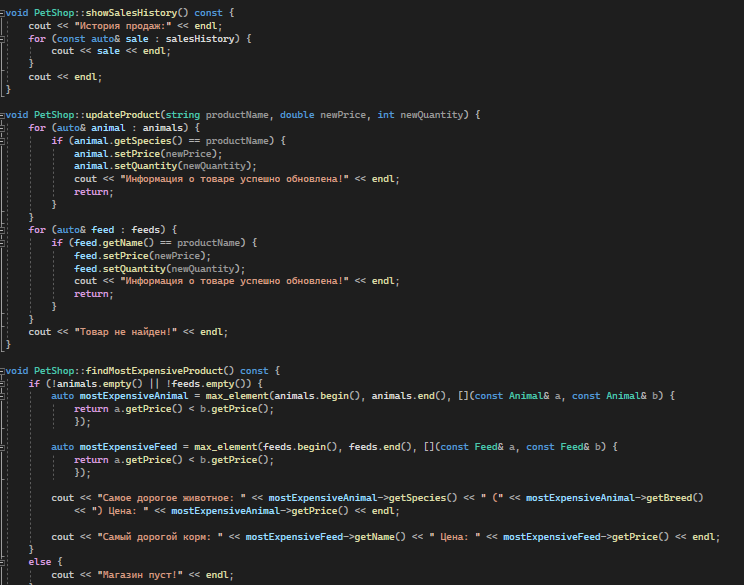 void PetShop::showSalesHistory() const {
cout << "История продаж:" << endl;
for (const auto& sale : salesHistory) {
cout << sale << endl;
}
cout << endl;
}
void PetShop::updateProduct(string productName, double newPrice, int newQuantity) {
for (auto& animal : animals) {
if (animal.getSpecies() == productName) {
animal.setPrice(newPrice);
animal.setQuantity(newQuantity);
cout << "Информация о товаре успешно обновлена!" << endl;
return;
}
}
for (auto& feed : feeds) {
if (feed.getName() == productName) {
feed.setPrice(newPrice);
feed.setQuantity(newQuantity);
cout << "Информация о товаре успешно обновлена!" << endl;
return;
}
}
cout << "Товар не найден!" << endl;
}
void PetShop::findMostExpensiveProduct() const {
if (!animals.empty() || !feeds.empty()) {
auto mostExpensiveAnimal = max_element(animals.begin(), animals.end(), [](const Animal& a, const Animal& b) {
return a.getPrice() < b.getPrice();
});
auto mostExpensiveFeed = max_element(feeds.begin(), feeds.end(), [](const Feed& a, const Feed& b) {
return a.getPrice() < b.getPrice();
});
cout << "Самое дорогое животное: " << mostExpensiveAnimal->getSpecies() << " (" << mostExpensiveAnimal->getBreed()
<< ") Цена: " << mostExpensiveAnimal->getPrice() << endl;
cout << "Самый дорогой корм: " << mostExpensiveFeed->getName() << " Цена: " << mostExpensiveFeed->getPrice() << endl;
}
else {
cout << "Магазин пуст!" << endl;